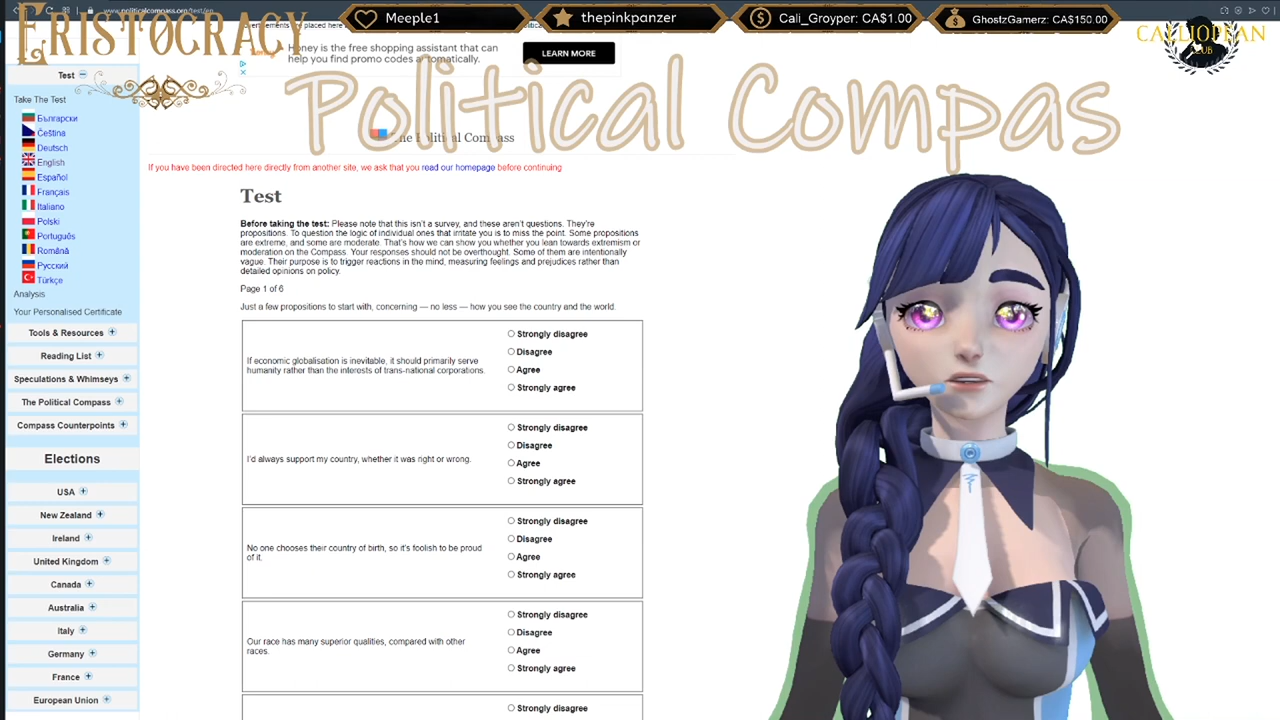 www.politicalcompass.org/test/en
Meeple1
thepinkpanzer
Cali_Groyper: CA$1.00
GhostzGamerz: CA$150.00
ERISTOCRACY
CALLIOPEAN
CLUB
Honey is the free shopping assistant that can
help you find promo codes automatically.
LEARN MORE
Political Compas
The Political Compass
If you have been directed here directly from another site, we ask that you read our homepage before continuing
Test
Take The Test
Български
Čeština
Deutsch
English
Español
Français
Italiano
Polski
Português
Română
Русский
Türkçe
Analysis
Your Personalised Certificate
Tools & Resources
Reading List
Speculations & Whimseys
The Political Compass
Compass Counterpoints
Elections
USA
New Zealand
Ireland
United Kingdom
Canada
Australia
Italy
Germany
France
European Union
Test
Before taking the test: Please note that this isn't a survey, and these aren't questions. They're
propositions. To question the logic of individual ones that irritate you is to miss the point. Some propositions
are extreme, and some are moderate. That's how we can show you whether you lean towards extremism or
moderation on the Compass. Your responses should not be overthought. Some of them are intentionally
vague. Their purpose is to trigger reactions in the mind, measuring feelings and prejudices rather than
detailed opinions on policy.
Page 1 of 6
Just a few propositions to start with, concerning — no less — how you see the country and the world.
If economic globalisation is inevitable, it should primarily serve
humanity rather than the interests of trans-national corporations.
Strongly disagree
Disagree
Agree
Strongly agree
I'd always support my country, whether it was right or wrong.
Strongly disagree
Disagree
Agree
Strongly agree
No one chooses their country of birth, so it's foolish to be proud
of it.
Strongly disagree
Disagree
Agree
Strongly agree
Our race has many superior qualities, compared with other
races.
Strongly disagree
Disagree
Agree
Strongly agree
Strongly disagree